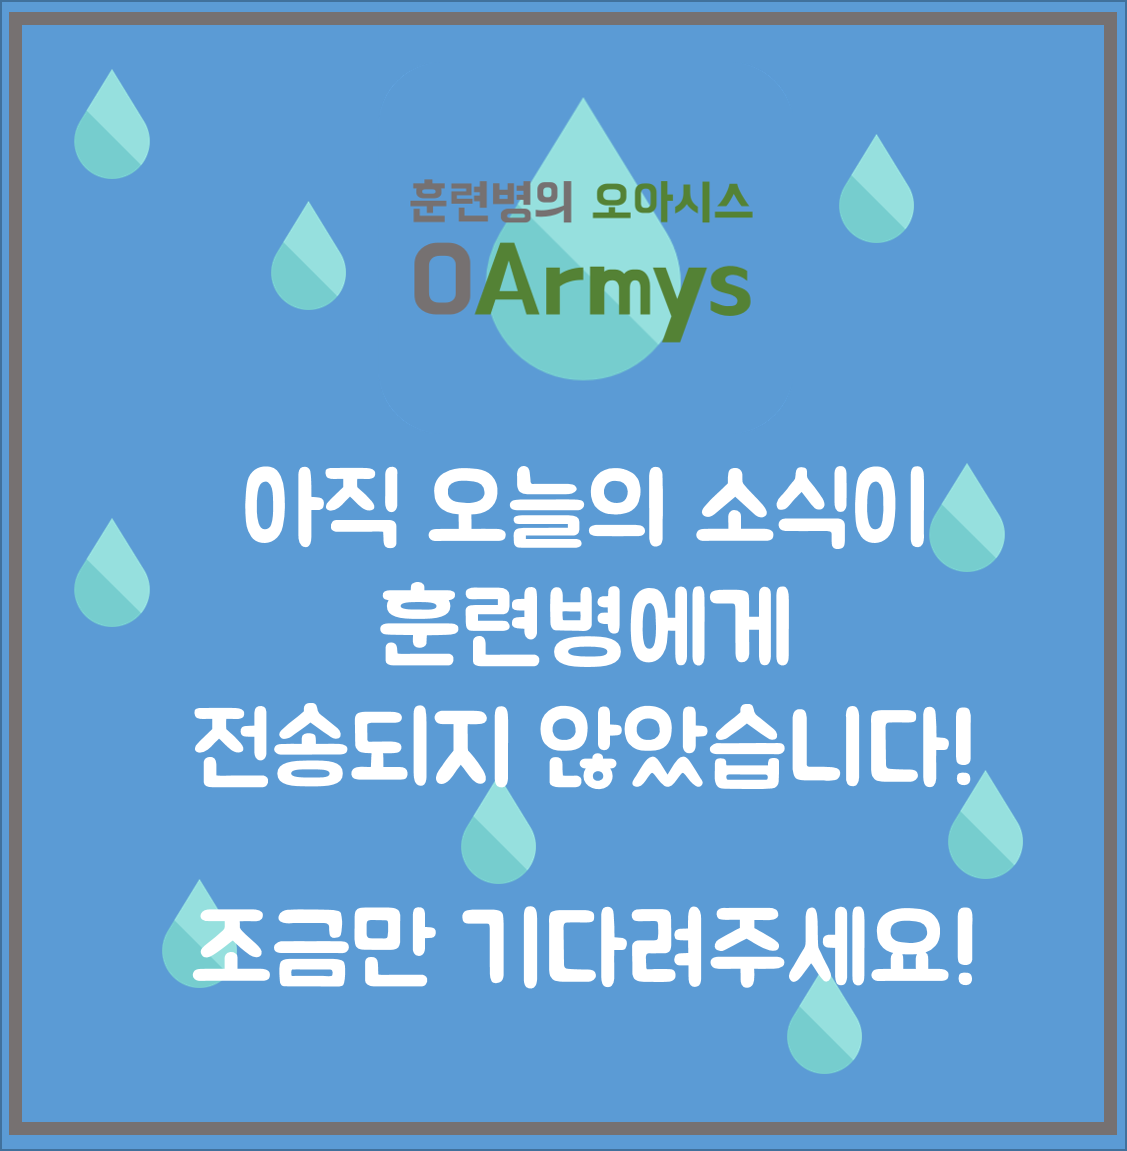 훈련병의 오아시스
OArmys
아직 오늘의 소식이
훈련병에게
전송되지 않았습니다!
조금만 기다려주세요!